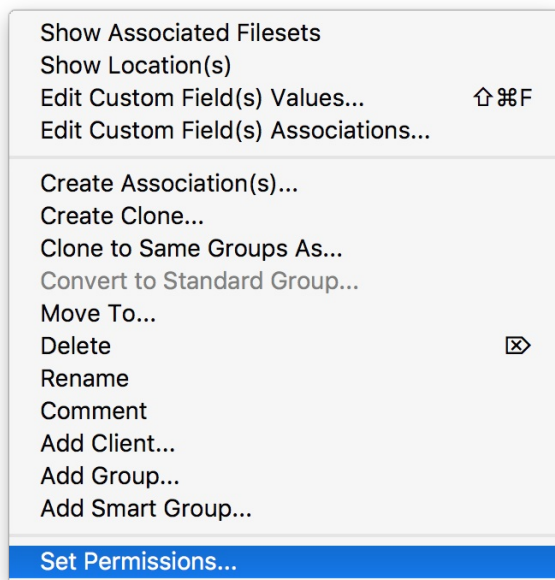 Show Associated Filesets
Show Location(s)
Edit Custom Field(s) Values... ⇧⌘F
Edit Custom Field(s) Associations...
Create Association(s)...
Create Clone...
Clone to Same Groups As...
Convert to Standard Group...
Move To...
Delete ⌦
Rename
Comment
Add Client...
Add Group...
Add Smart Group...
Set Permissions...